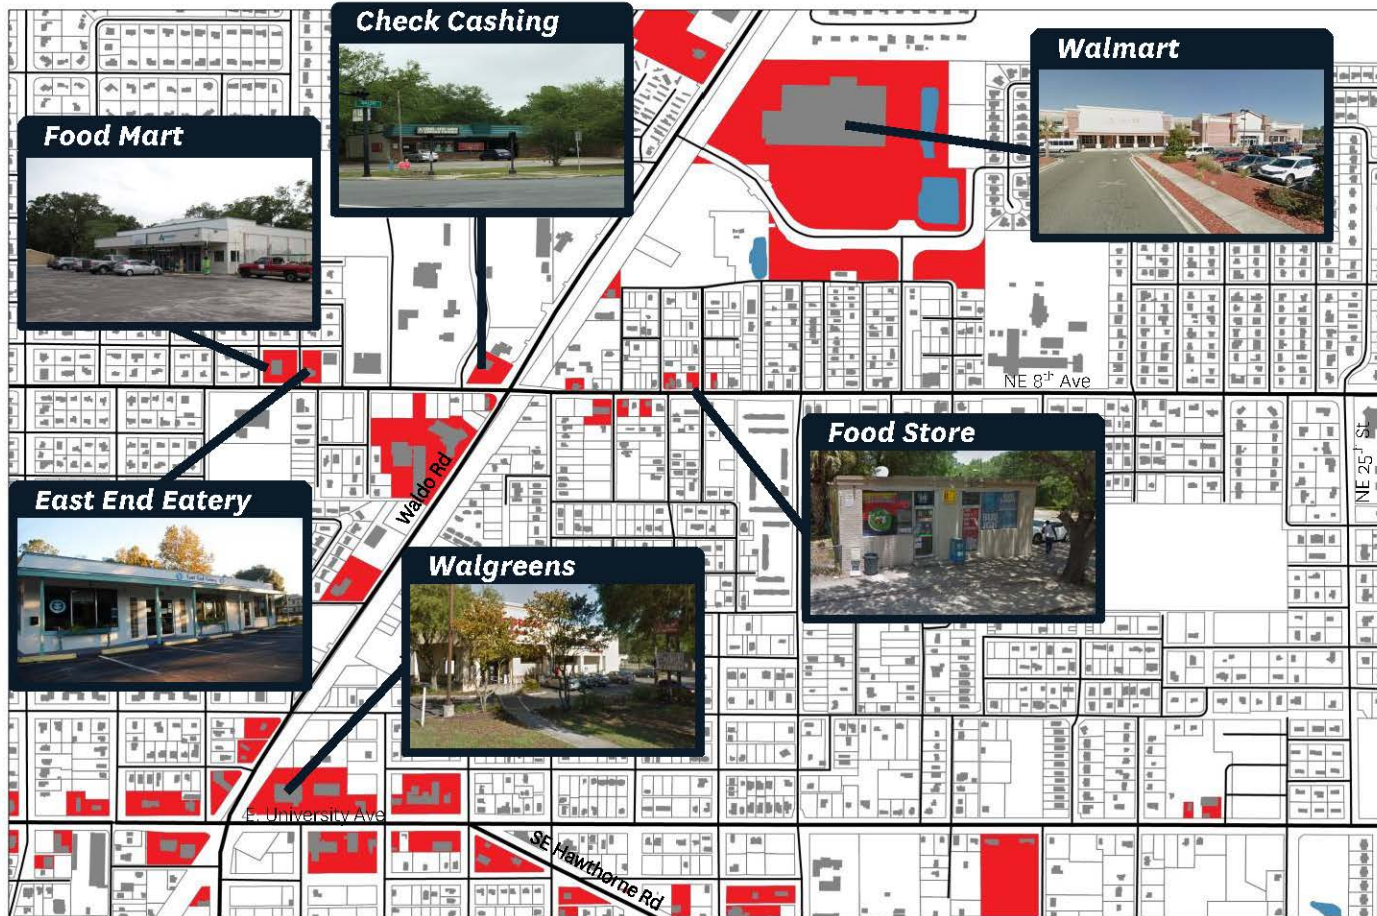 Check Cashing
Walmart
Food Mart
NE 8th Ave
Food Store
NE 25th St
East End Eatery
Waldo Rd
Walgreens
E. University Ave
SE Hawthorne Rd